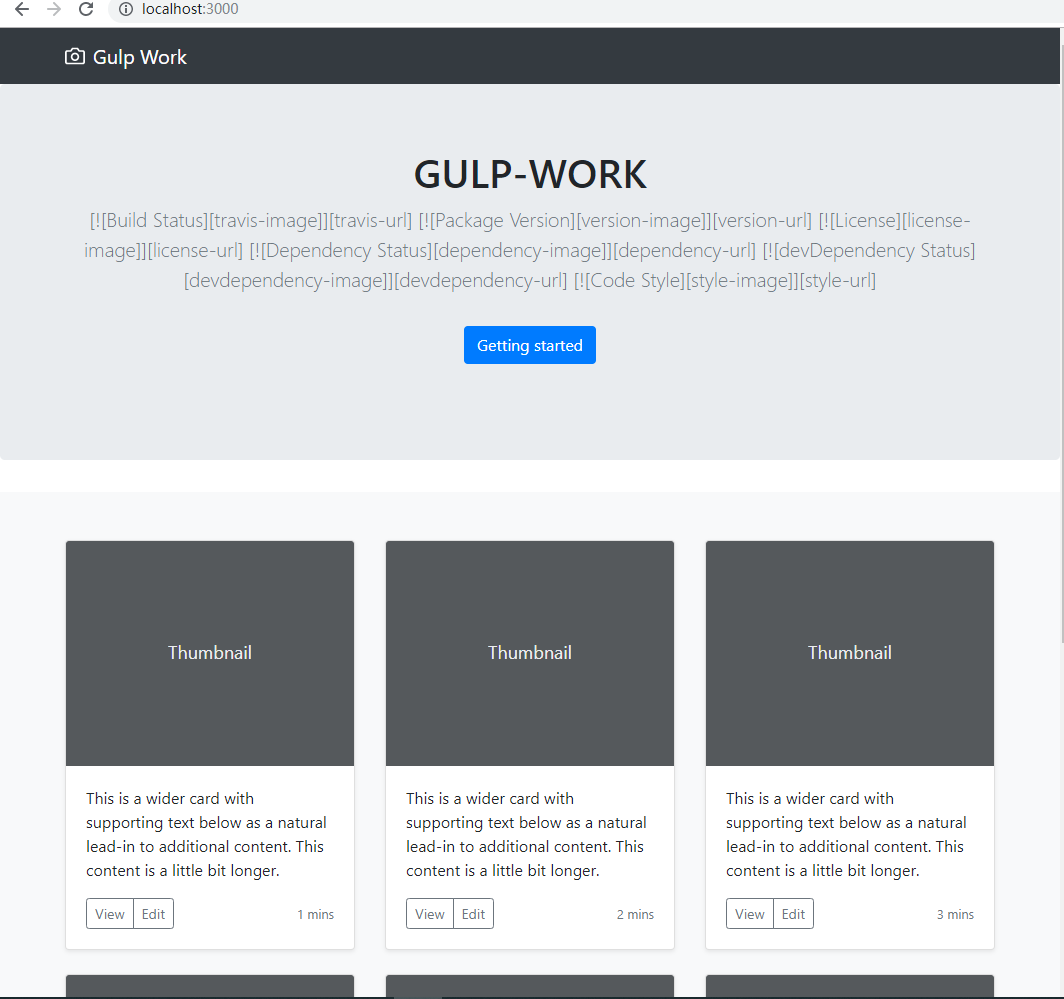 localhost:3000
Gulp Work
GULP-WORK
[![Build Status][travis-image]][travis-url] [![Package Version][version-image]][version-url] [![License][license-
image]][license-url] [![Dependency Status][dependency-image]][dependency-url] [![devDependency Status]
[devdependency-image]][devdependency-url] [![Code Style][style-image]][style-url]
Getting started
Thumbnail
This is a wider card with
supporting text below as a natural
lead-in to additional content. This
content is a little bit longer.
View Edit 1 mins
Thumbnail
This is a wider card with
supporting text below as a natural
lead-in to additional content. This
content is a little bit longer.
View Edit 2 mins
Thumbnail
This is a wider card with
supporting text below as a natural
lead-in to additional content. This
content is a little bit longer.
View Edit 3 mins